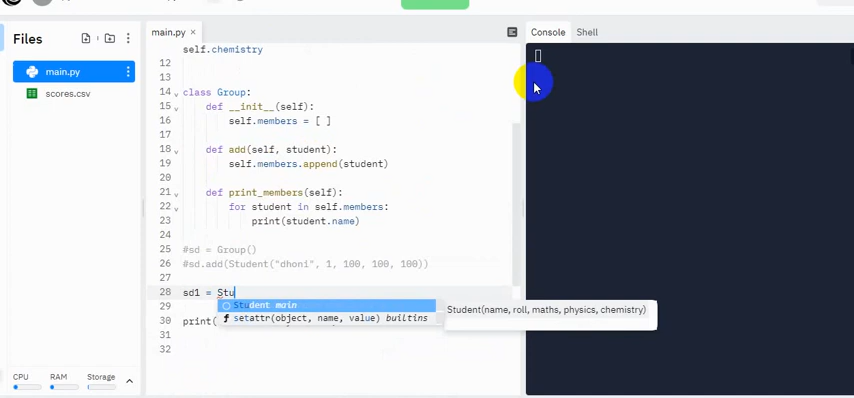 Files
main.py
Console
Shell
main.py
scores.csv
self.chemistry
12
13
14 class Group:
15 def __init__(self):
16 self.members = [ ]
17
18 def add(self, student):
19 self.members.append(student)
20
21 def print_members(self):
22 for student in self.members:
23 print(student.name)
24
25 #sd = Group()
26 #sd.add(Student("dhoni", 1, 100, 100, 100))
27
28 sd1 = Stu
29 Student main
Student(name, roll, maths, physics, chemistry)
setattr(object, name, value) builtins
30 print(
31
32
CPU RAM Storage